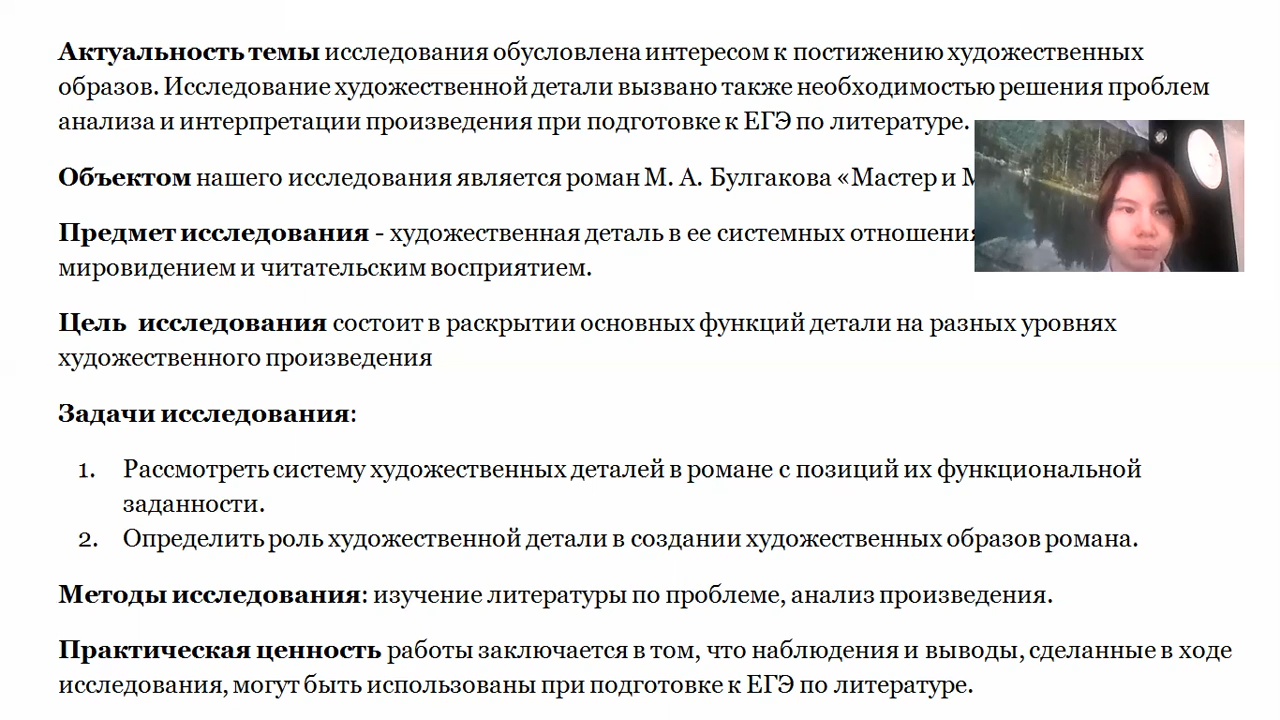 Актуальность темы исследования обусловлена интересом к постижению художественных
образов. Исследование художественной детали вызвано также необходимостью решения проблем
анализа и интерпретации произведения при подготовке к ЕГЭ по литературе.
Объектом нашего исследования является роман М. А. Булгакова «Мастер и
Предмет исследования - художественная деталь в ее системных
мировидением и читательским восприятием.
Цель исследования состоит в раскрытии основных функций детали на разных уровнях
художественного произведения
Задачи исследования:
1. Рассмотреть систему художественных деталей в романе с позиций их функциональной
заданности.
2. Определить роль художественной детали в создании художественных образов романа.
Методы исследования: изучение литературы по проблеме, анализ произведения.
Практическая ценность работы заключается в том, что наблюдения и выводы, сделанные в ходе
исследования, могут быть использованы при подготовке к ЕГЭ по литературе.